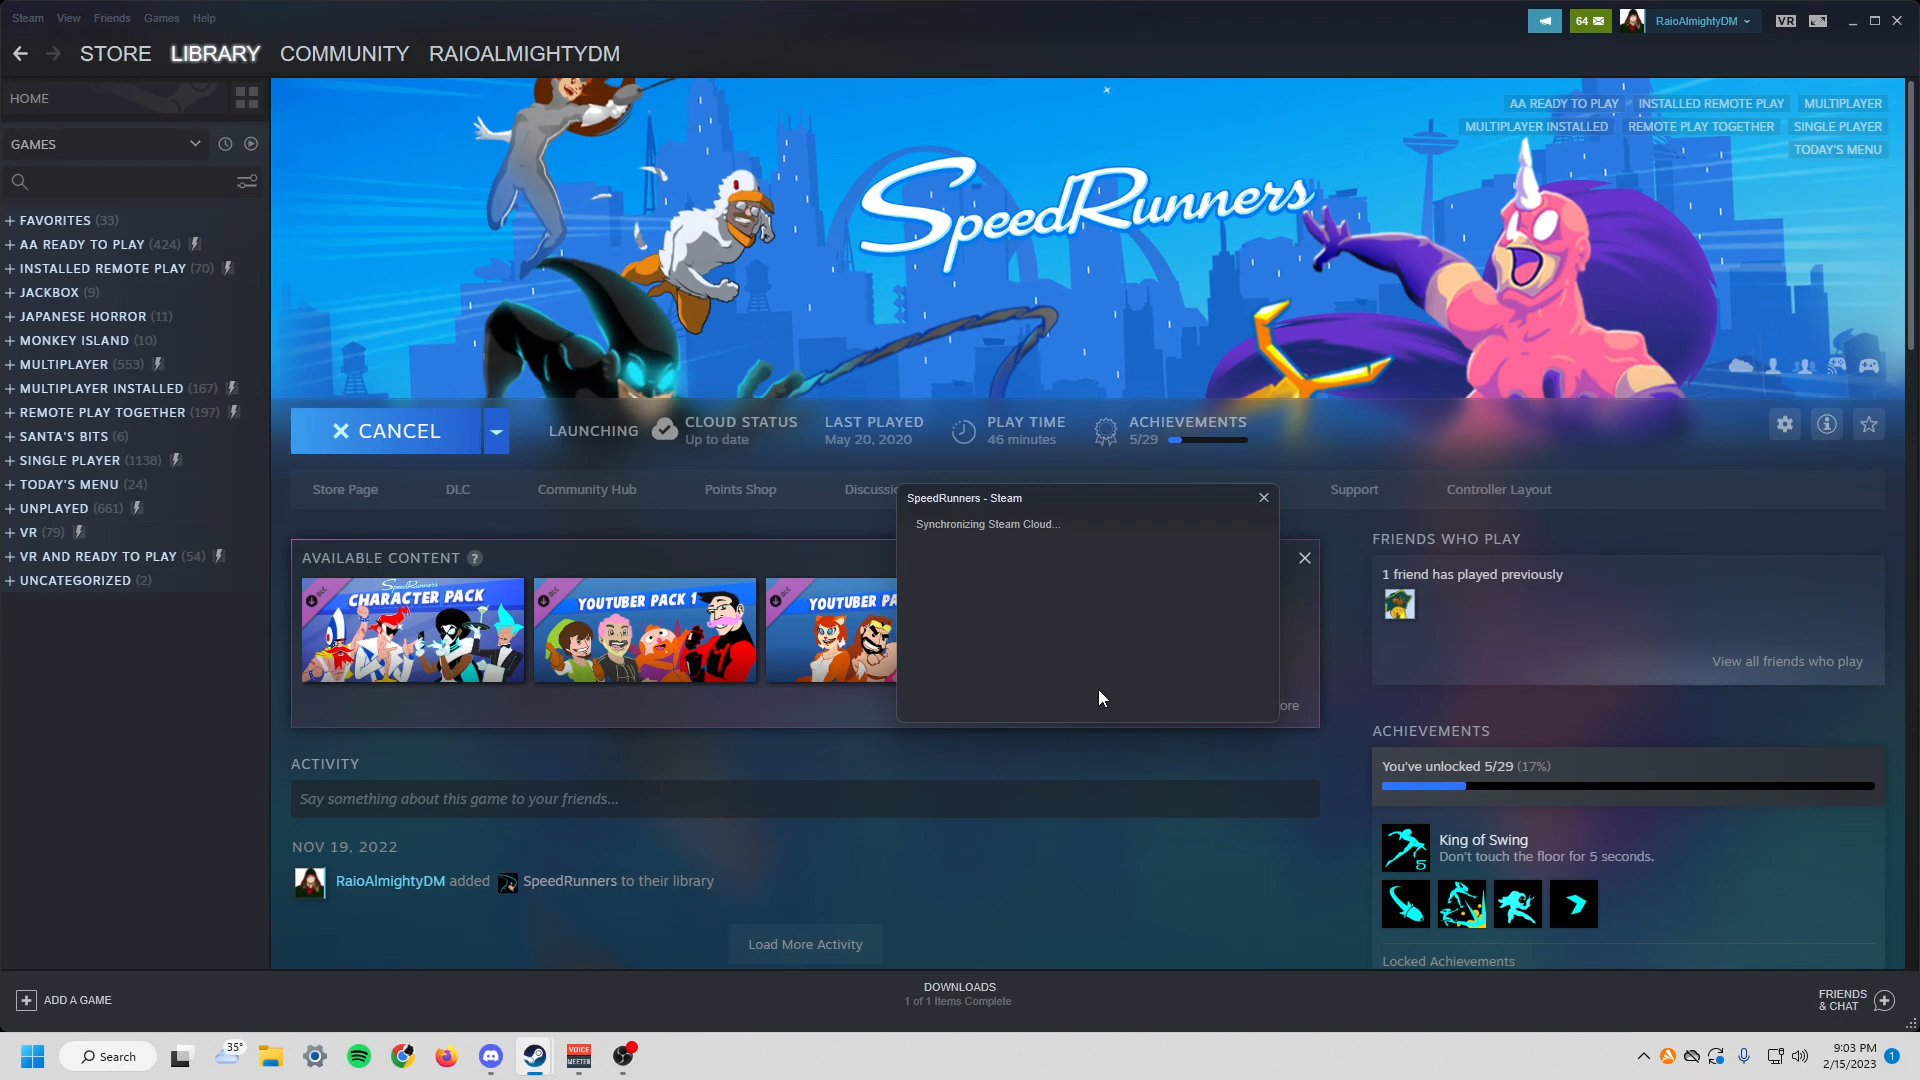 Steam View Friends Games Help
64
RaioAlmightyDM
VR
STORE LIBRARY COMMUNITY RAIOALMIGHTYDM
HOME
GAMES
+ FAVORITES (33)
+ AA READY TO PLAY (424)
+ INSTALLED REMOTE PLAY (70)
+ JACKBOX (9)
+ JAPANESE HORROR (11)
+ MONKEY ISLAND (10)
+ MULTIPLAYER (553)
+ MULTIPLAYER INSTALLED (167)
+ REMOTE PLAY TOGETHER (197)
+ SANTA'S BITS (6)
+ SINGLE PLAYER (1138)
+ TODAY'S MENU (24)
+ UNPLAYED (661)
+ VR (79)
+ VR AND READY TO PLAY (54)
+ UNCATEGORIZED (2)
SpeedRunners
AA READY TO PLAY INSTALLED REMOTE PLAY MULTIPLAYER
MULTIPLAYER INSTALLED REMOTE PLAY TOGETHER SINGLE PLAYER
TODAY'S MENU
CANCEL
LAUNCHING
CLOUD STATUS
Up to date
LAST PLAYED
May 20, 2020
PLAY TIME
46 minutes
ACHIEVEMENTS
5/29
Store Page DLC Community Hub Points Shop Discussio Support Controller Layout
SpeedRunners - Steam
Synchronizing Steam Cloud...
AVAILABLE CONTENT ?
DLC
SpeedRunners
CHARACTER PACK
DLC
YOUTUBER PACK 1
DLC
YOUTUBER PA
ore
ACTIVITY
Say something about this game to your friends...
NOV 19, 2022
RaioAlmightyDM added SpeedRunners to their library
Load More Activity
FRIENDS WHO PLAY
1 friend has played previously
View all friends who play
ACHIEVEMENTS
You've unlocked 5/29 (17%)
5
King of Swing
Don't touch the floor for 5 seconds.
Locked Achievements
ADD A GAME
DOWNLOADS
1 of 1 Items Complete
FRIENDS
& CHAT
Search
35°
VOICE
MEETER
9:03 PM
2/15/2023
1